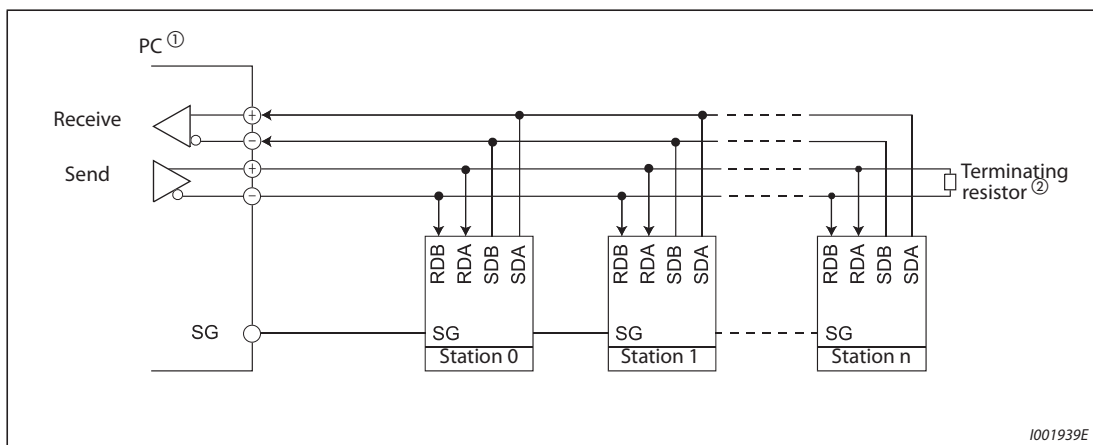 PC ①
Receive
+
−
Send
+
−
Terminating
resistor ②
RDB RDA SDB SDA
RDB RDA SDB SDA
RDB RDA SDB SDA
SG
SG
SG
SG
Station 0
Station 1
Station n
I001939E